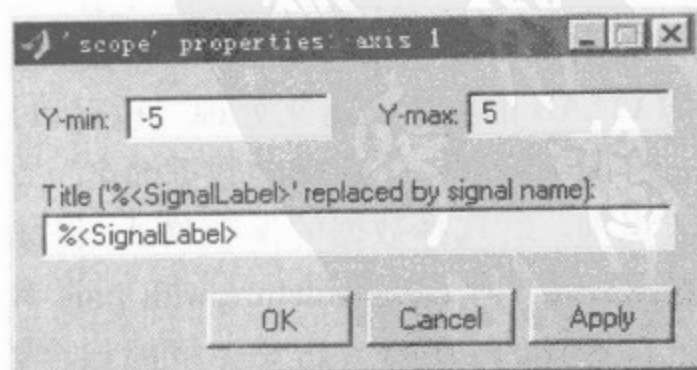 'scope' properties: axis 1
Y-min: -5 Y-max: 5
Title ('%<SignalLabel>' replaced by signal name):
%<SignalLabel>
OK Cancel Apply